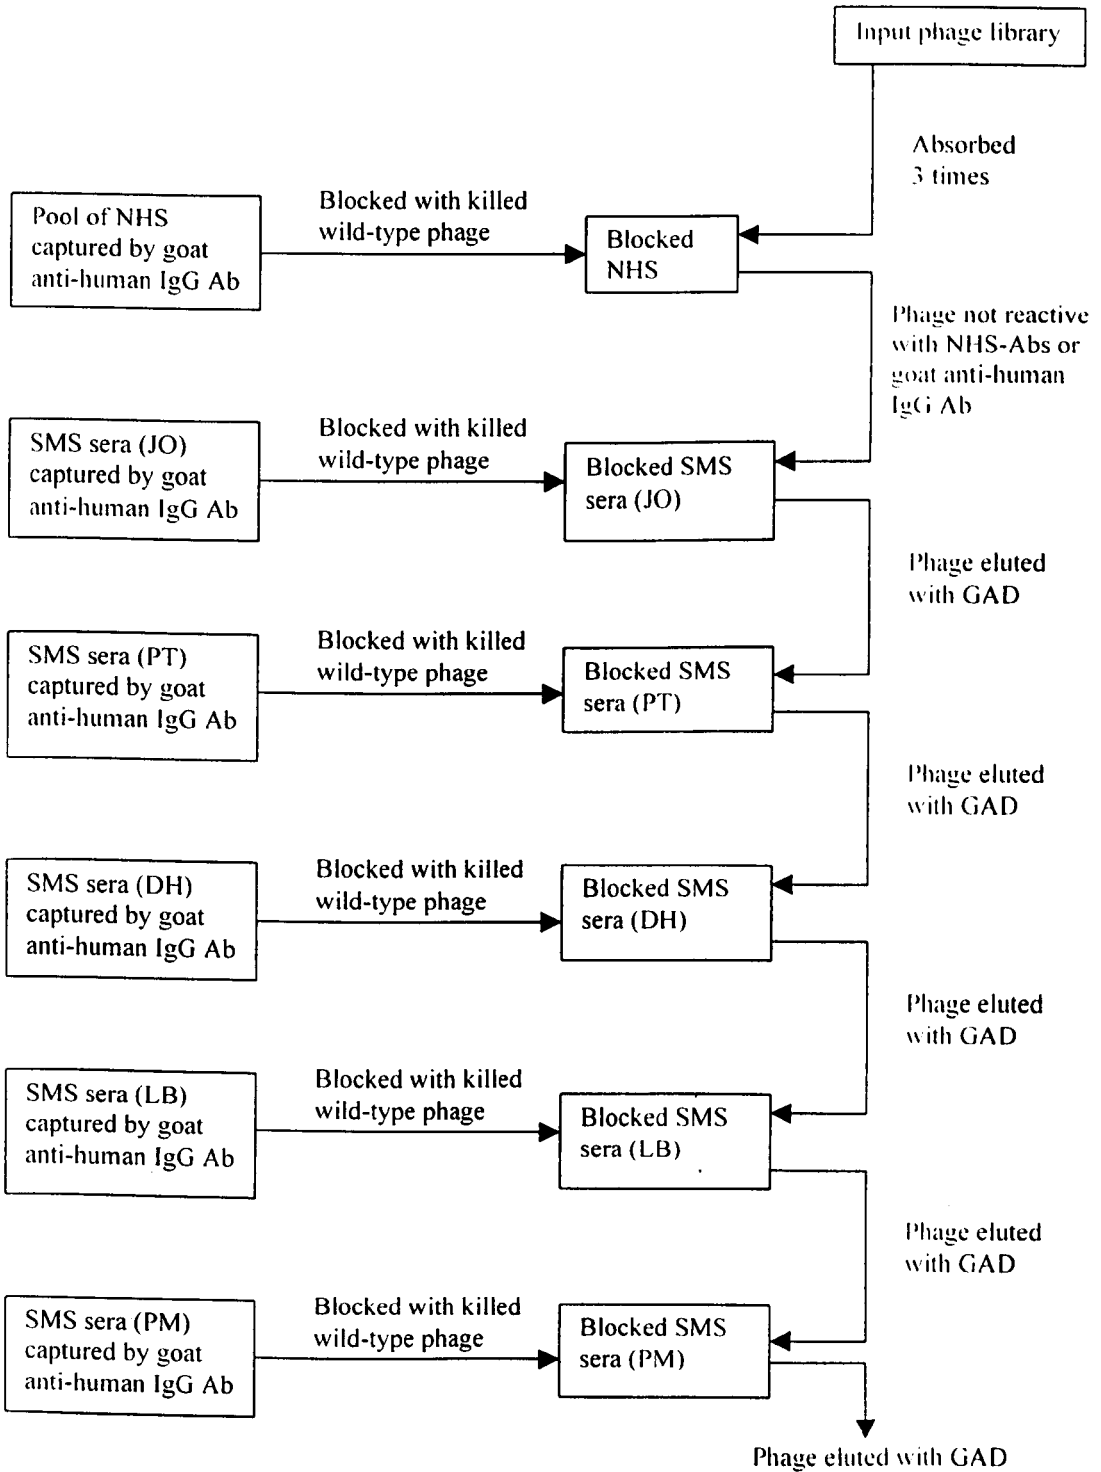 Input phage library
Absorbed
3 times
Pool of NHS
captured by goat
anti-human IgG Ab
Blocked with killed
wild-type phage
Blocked
NHS
Phage not reactive
with NHS-Abs or
goat anti-human
IgG Ab
SMS sera (JO)
captured by goat
anti-human IgG Ab
Blocked with killed
wild-type phage
Blocked SMS
sera (JO)
Phage eluted
with GAD
SMS sera (PT)
captured by goat
anti-human IgG Ab
Blocked with killed
wild-type phage
Blocked SMS
sera (PT)
Phage eluted
with GAD
SMS sera (DH)
captured by goat
anti-human IgG Ab
Blocked with killed
wild-type phage
Blocked SMS
sera (DH)
Phage eluted
with GAD
SMS sera (LB)
captured by goat
anti-human IgG Ab
Blocked with killed
wild-type phage
Blocked SMS
sera (LB)
Phage eluted
with GAD
SMS sera (PM)
captured by goat
anti-human IgG Ab
Blocked with killed
wild-type phage
Blocked SMS
sera (PM)
Phage eluted with GAD